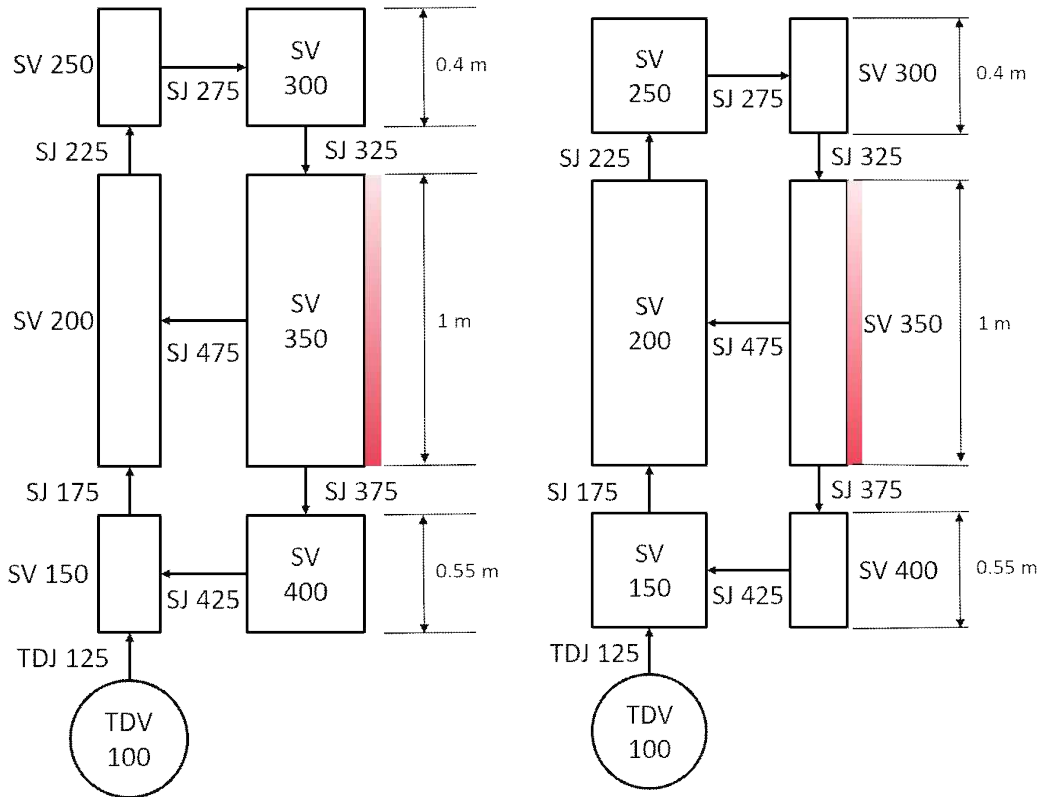 SV 250
SV
300
0.4 m
SJ 275
SJ 225
SJ 325
SV 200
SV
350
1 m
SJ 475
SJ 175
SJ 375
SV 150
SV
400
0.55 m
SJ 425
TDJ 125
TDV
100
SV
250
SV 300
0.4 m
SJ 275
SJ 225
SJ 325
SV
200
SV 350
1 m
SJ 475
SJ 175
SJ 375
SV
150
SV 400
0.55 m
SJ 425
TDJ 125
TDV
100